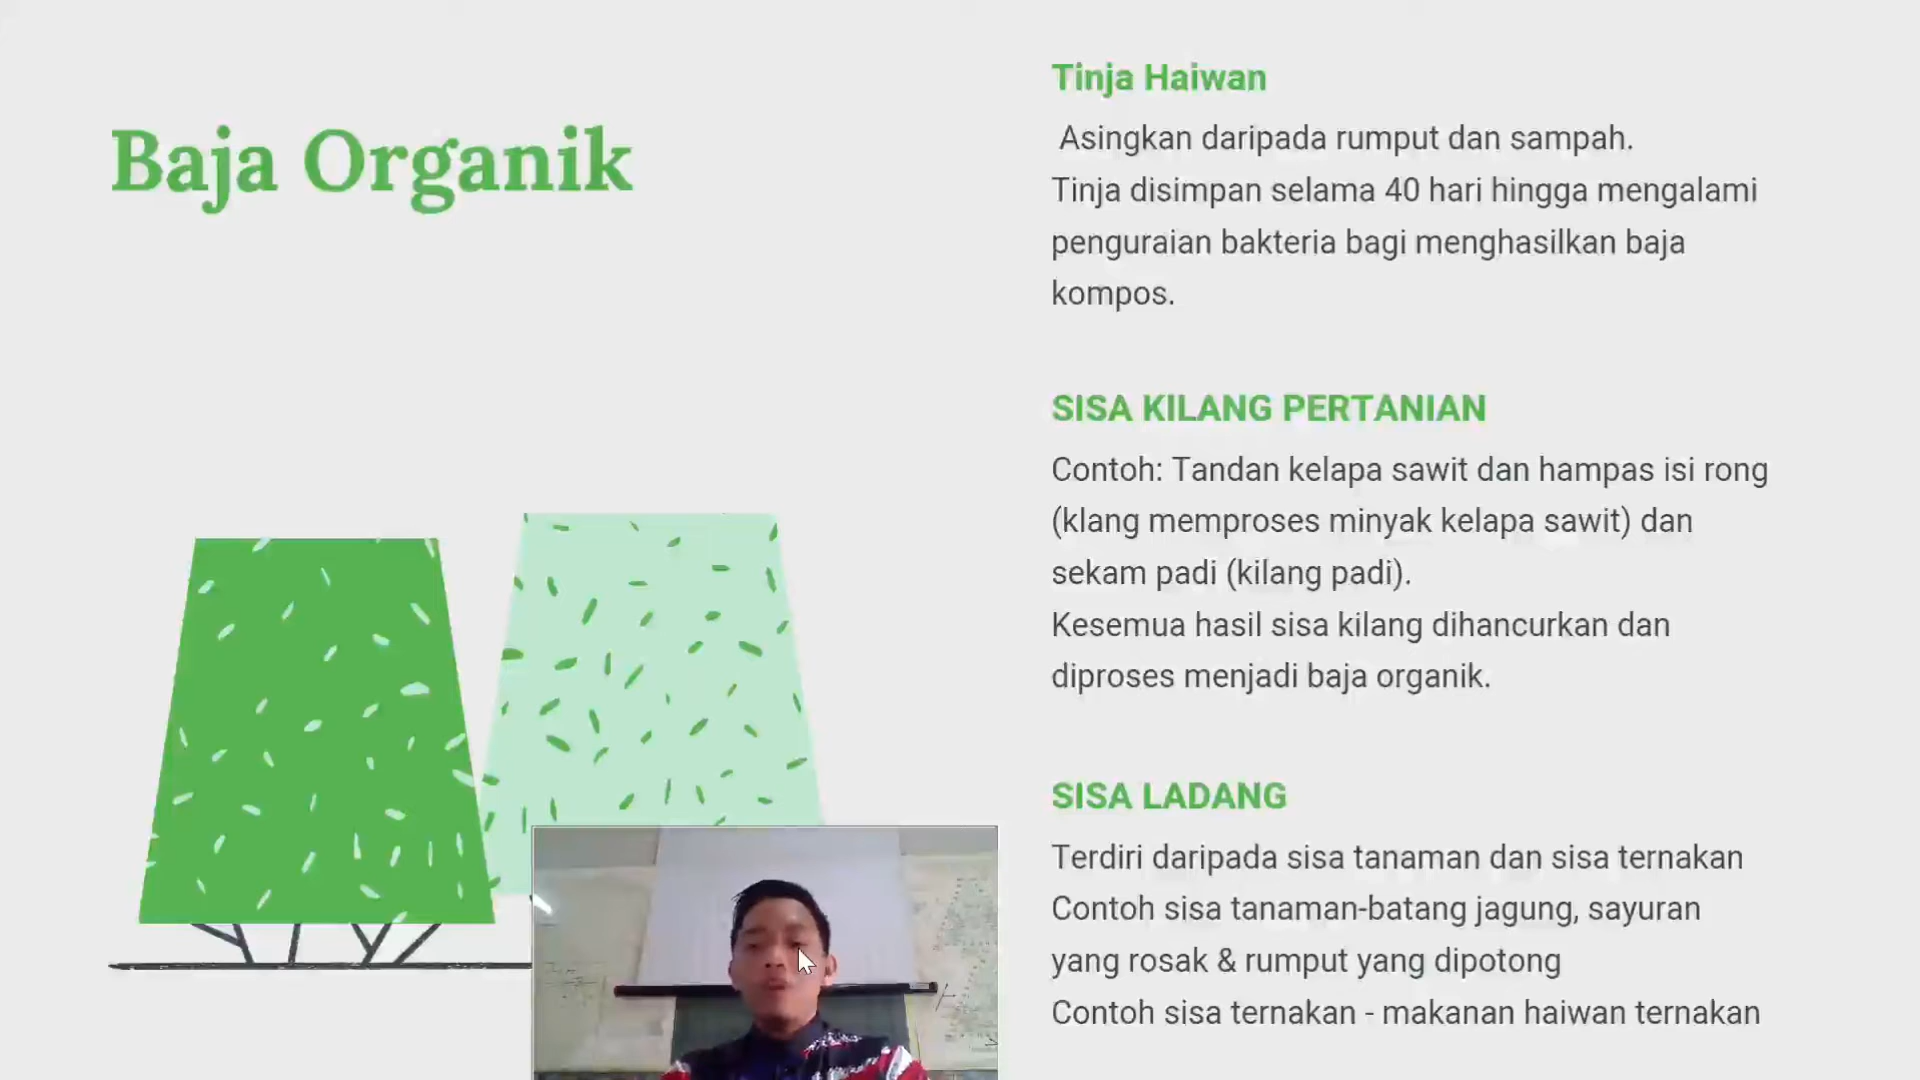 Baja Organik
Tinja Haiwan
Asingkan daripada rumput dan sampah.
Tinja disimpan selama 40 hari hingga mengalami
penguraian bakteria bagi menghasilkan baja
kompos.
SISA KILANG PERTANIAN
Contoh: Tandan kelapa sawit dan hampas isi rong
(klang memproses minyak kelapa sawit) dan
sekam padi (kilang padi).
Kesemua hasil sisa kilang dihancurkan dan
diproses menjadi baja organik.
SISA LADANG
Terdiri daripada sisa tanaman dan sisa ternakan
Contoh sisa tanaman-batang jagung, sayuran
yang rosak & rumput yang dipotong
Contoh sisa ternakan - makanan haiwan ternakan